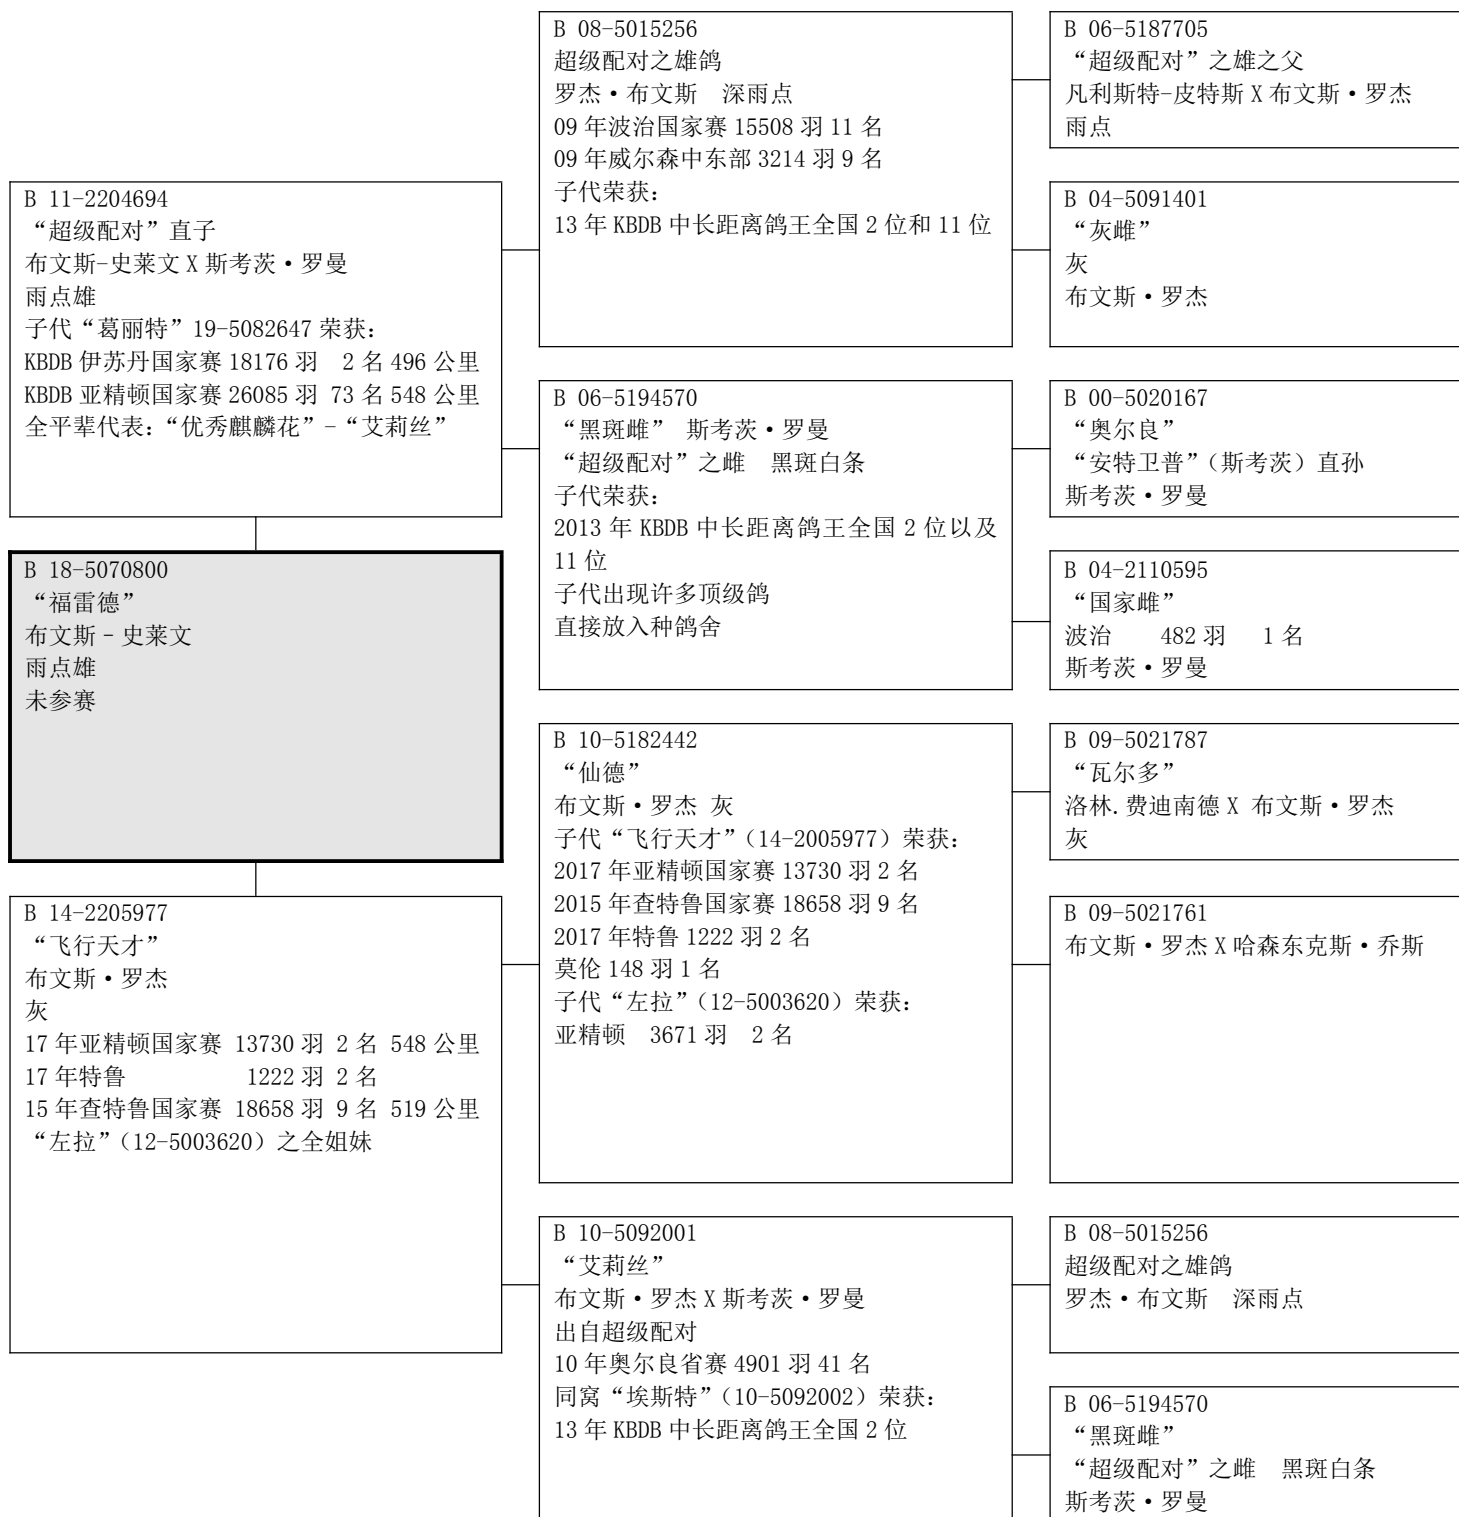 B 11-2204694
“超级配对”直子
布文斯-史莱文 X 斯考茨·罗曼
雨点雄
子代“葛丽特”19-5082647 荣获：
KBDB 伊苏丹国家赛 18176 羽 2 名 496 公里
KBDB 亚精顿国家赛 26085 羽 73 名 548 公里
全平辈代表：“优秀麒麟花”-“艾莉丝”
B 18-5070800
“福雷德”
布文斯 - 史莱文
雨点雄
未参赛
B 14-2205977
“飞行天才”
布文斯·罗杰
灰
17 年亚精顿国家赛 13730 羽 2 名 548 公里
17 年特鲁 1222 羽 2 名
15 年查特鲁国家赛 18658 羽 9 名 519 公里
“左拉”（12-5003620）之全姐妹
B 08-5015256
超级配对之雄鸽
罗杰·布文斯 深雨点
09 年波治国家赛 15508 羽 11 名
09 年威尔森中东部 3214 羽 9 名
子代荣获：
13 年 KBDB 中长距离鸽王全国 2 位和 11 位
B 06-5194570
“黑斑雌” 斯考茨·罗曼
“超级配对”之雌 黑斑白条
子代荣获：
2013 年 KBDB 中长距离鸽王全国 2 位以及
11 位
子代出现许多顶级鸽
直接放入种鸽舍
B 10-5182442
“仙德”
布文斯·罗杰 灰
子代“飞行天才”（14-2005977）荣获：
2017 年亚精顿国家赛 13730 羽 2 名
2015 年查特鲁国家赛 18658 羽 9 名
2017 年特鲁 1222 羽 2 名
莫伦 148 羽 1 名
子代“左拉”（12-5003620）荣获：
亚精顿 3671 羽 2 名
B 10-5092001
“艾莉丝”
布文斯·罗杰 X 斯考茨·罗曼
出自超级配对
10 年奥尔良省赛 4901 羽 41 名
同窝“埃斯特”（10-5092002）荣获：
13 年 KBDB 中长距离鸽王全国 2 位
B 06-5187705
“超级配对”之雄之父
凡利斯特-皮特斯 X 布文斯·罗杰
雨点
B 04-5091401
“灰雌”
灰
布文斯·罗杰
B 00-5020167
“奥尔良”
“安特卫普”（斯考茨）直孙
斯考茨·罗曼
B 04-2110595
“国家雌”
波治 482 羽 1 名
斯考茨·罗曼
B 09-5021787
“瓦尔多”
洛林.费迪南德 X 布文斯·罗杰
灰
B 09-5021761
布文斯·罗杰 X 哈森东克斯·乔斯
B 08-5015256
超级配对之雄鸽
罗杰·布文斯 深雨点
B 06-5194570
“黑斑雌”
“超级配对”之雌 黑斑白条
斯考茨·罗曼